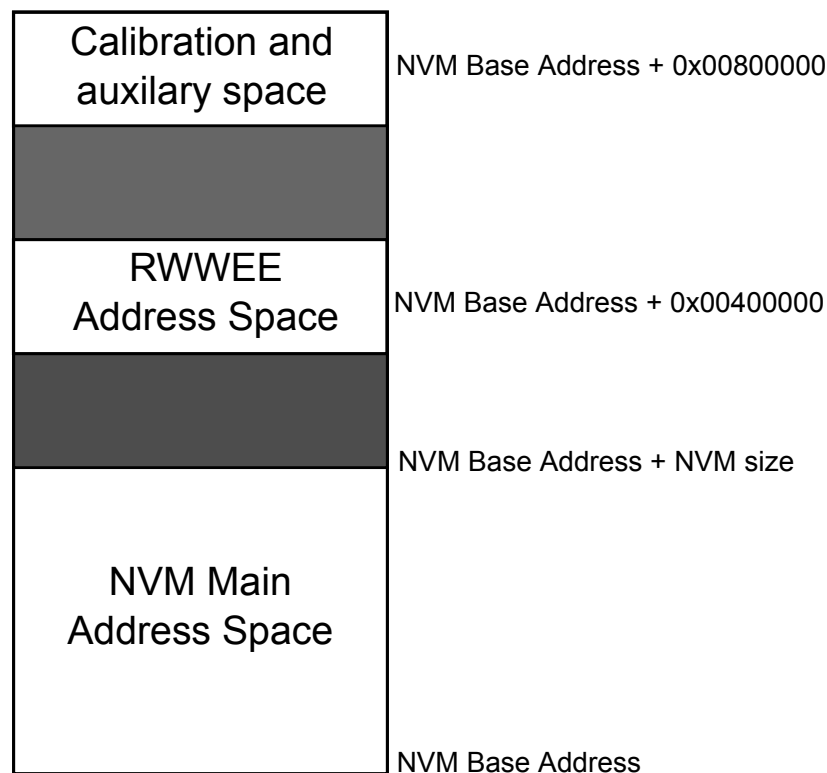 Calibration and
auxilary space
NVM Base Address + 0x00800000
RWWEE
Address Space
NVM Base Address + 0x00400000
NVM Base Address + NVM size
NVM Main
Address Space
NVM Base Address